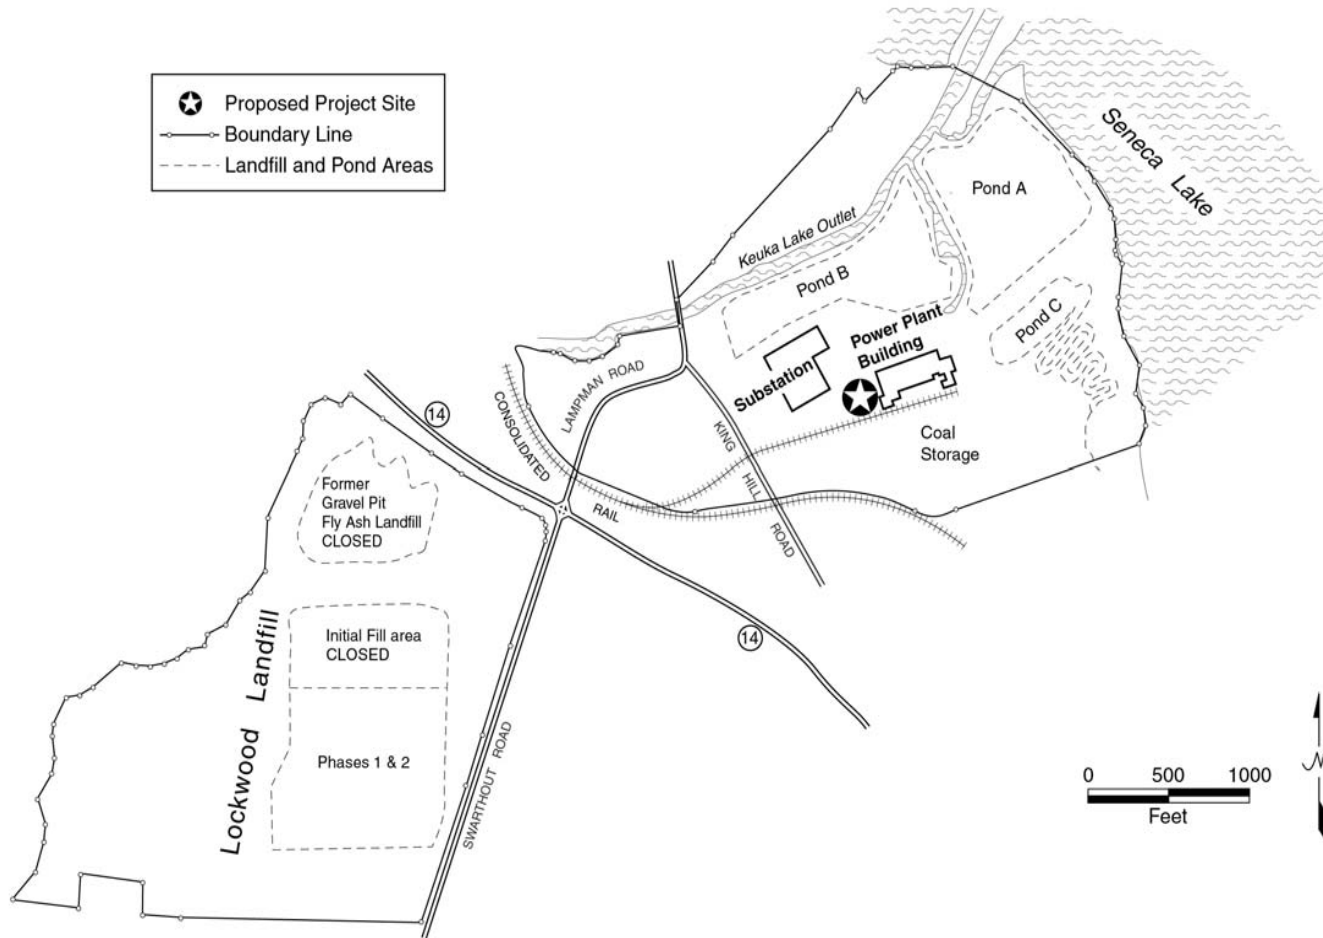 Proposed Project Site
Boundary Line
Landfill and Pond Areas
Seneca Lake
Pond A
Keuka Lake Outlet
Pond B
Pond C
Power Plant
Building
Substation
LAMPMAN ROAD
CONSOLIDATED
RAIL
KING
HILL
ROAD
Coal
Storage
14
Former
Gravel Pit
Fly Ash Landfill
CLOSED
Initial Fill area
CLOSED
Lockwood Landfill
Phases 1 & 2
SWARTHOUT ROAD
14
0 500 1000
Feet
N